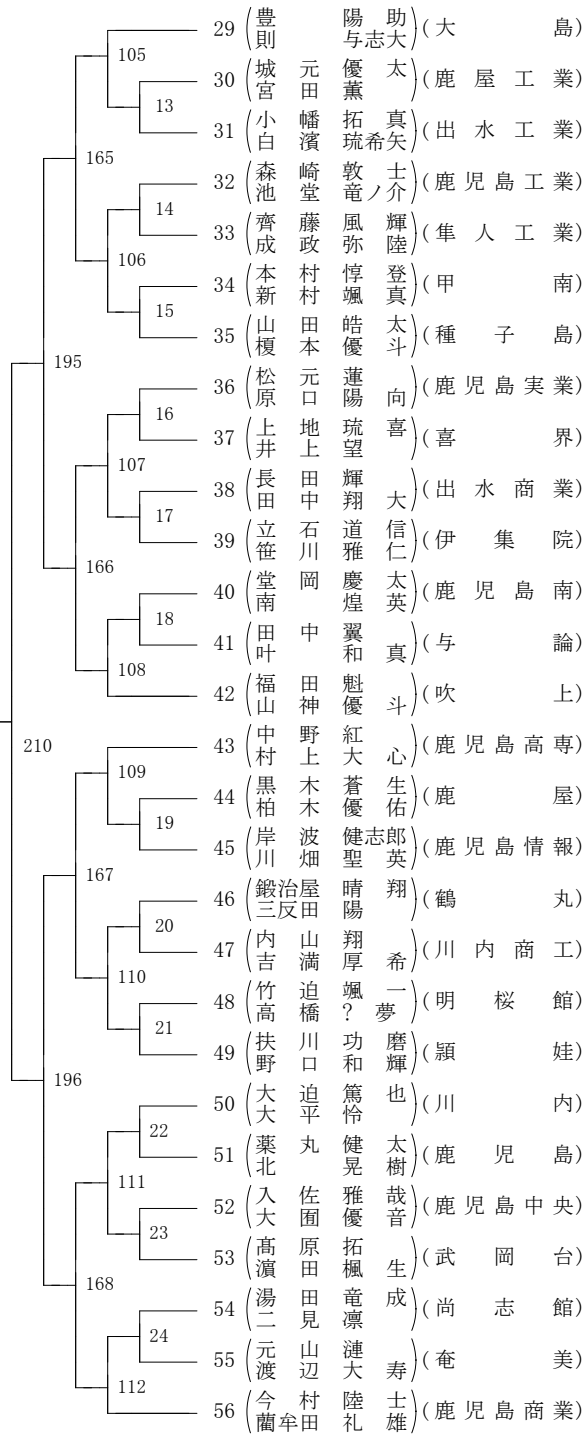 29 豊 陽助 則 与志大 (大島)
105
30 城元優太 宮田薫 (鹿屋工業)
13
31 小幡拓真 白濱琉希矢 (出水工業)
165
32 森崎敦士 池堂竜ノ介 (鹿児島工業)
14
33 齊藤風輝 成政弥陸 (隼人工業)
106
34 本村惇登 新村颯真 (甲南)
15
35 山田皓太 榎本優斗 (種子島)
195
36 松元蓮 原口陽向 (鹿児島実業)
16
37 上地琉喜 井上望 (喜界)
107
38 長田輝 田中翔大 (出水商業)
17
39 立石道信 笹川雅仁 (伊集院)
166
40 堂岡慶太 南煌英 (鹿児島南)
18
41 田中翼 叶和真 (与論)
108
42 福田魁 山神優斗 (吹上)
210
43 中野紅 村上大心 (鹿児島高専)
109
44 黒木蒼生 柏木優佑 (鹿屋)
19
45 岸波健志郎 川畑聖英 (鹿児島情報)
167
46 鍛治屋晴翔 三反田陽 (鶴丸)
20
47 内山翔 吉満厚希 (川内商工)
110
48 竹迫颯一 高橋?夢 (明桜館)
21
49 扶川功磨 野口和輝 (頴娃)
196
50 大迫篤也 大平怜 (川内)
22
51 薬丸健太 北晃樹 (鹿児島)
111
52 入佐雅哉 大囿優音 (鹿児島中央)
23
53 髙原拓 濵田楓生 (武岡台)
168
54 湯田竜成 二見凛 (尚志館)
24
55 元山漣 渡辺大寿 (奄美)
112
56 今村陸士 藺牟田礼雄 (鹿児島商業)